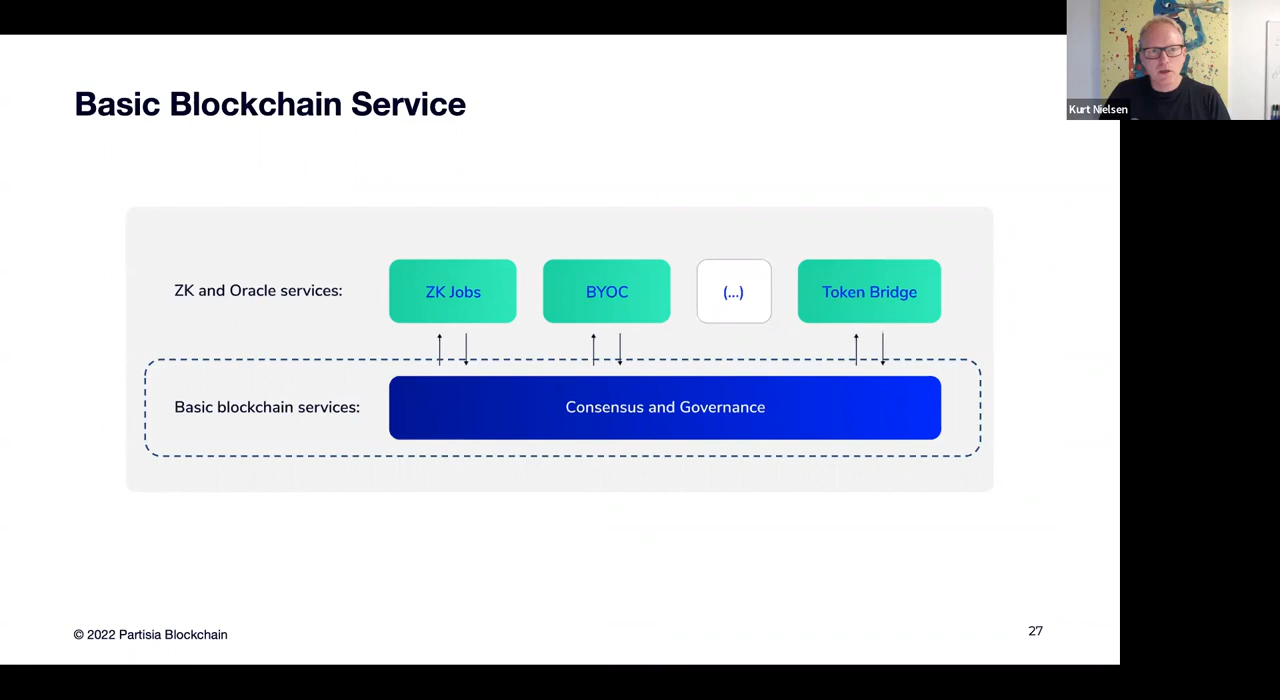 Basic Blockchain Service
Kurt Nielsen
ZK and Oracle services:
ZK Jobs
BYOC
(...)
Token Bridge
Basic blockchain services:
Consensus and Governance
© 2022 Partisia Blockchain
27